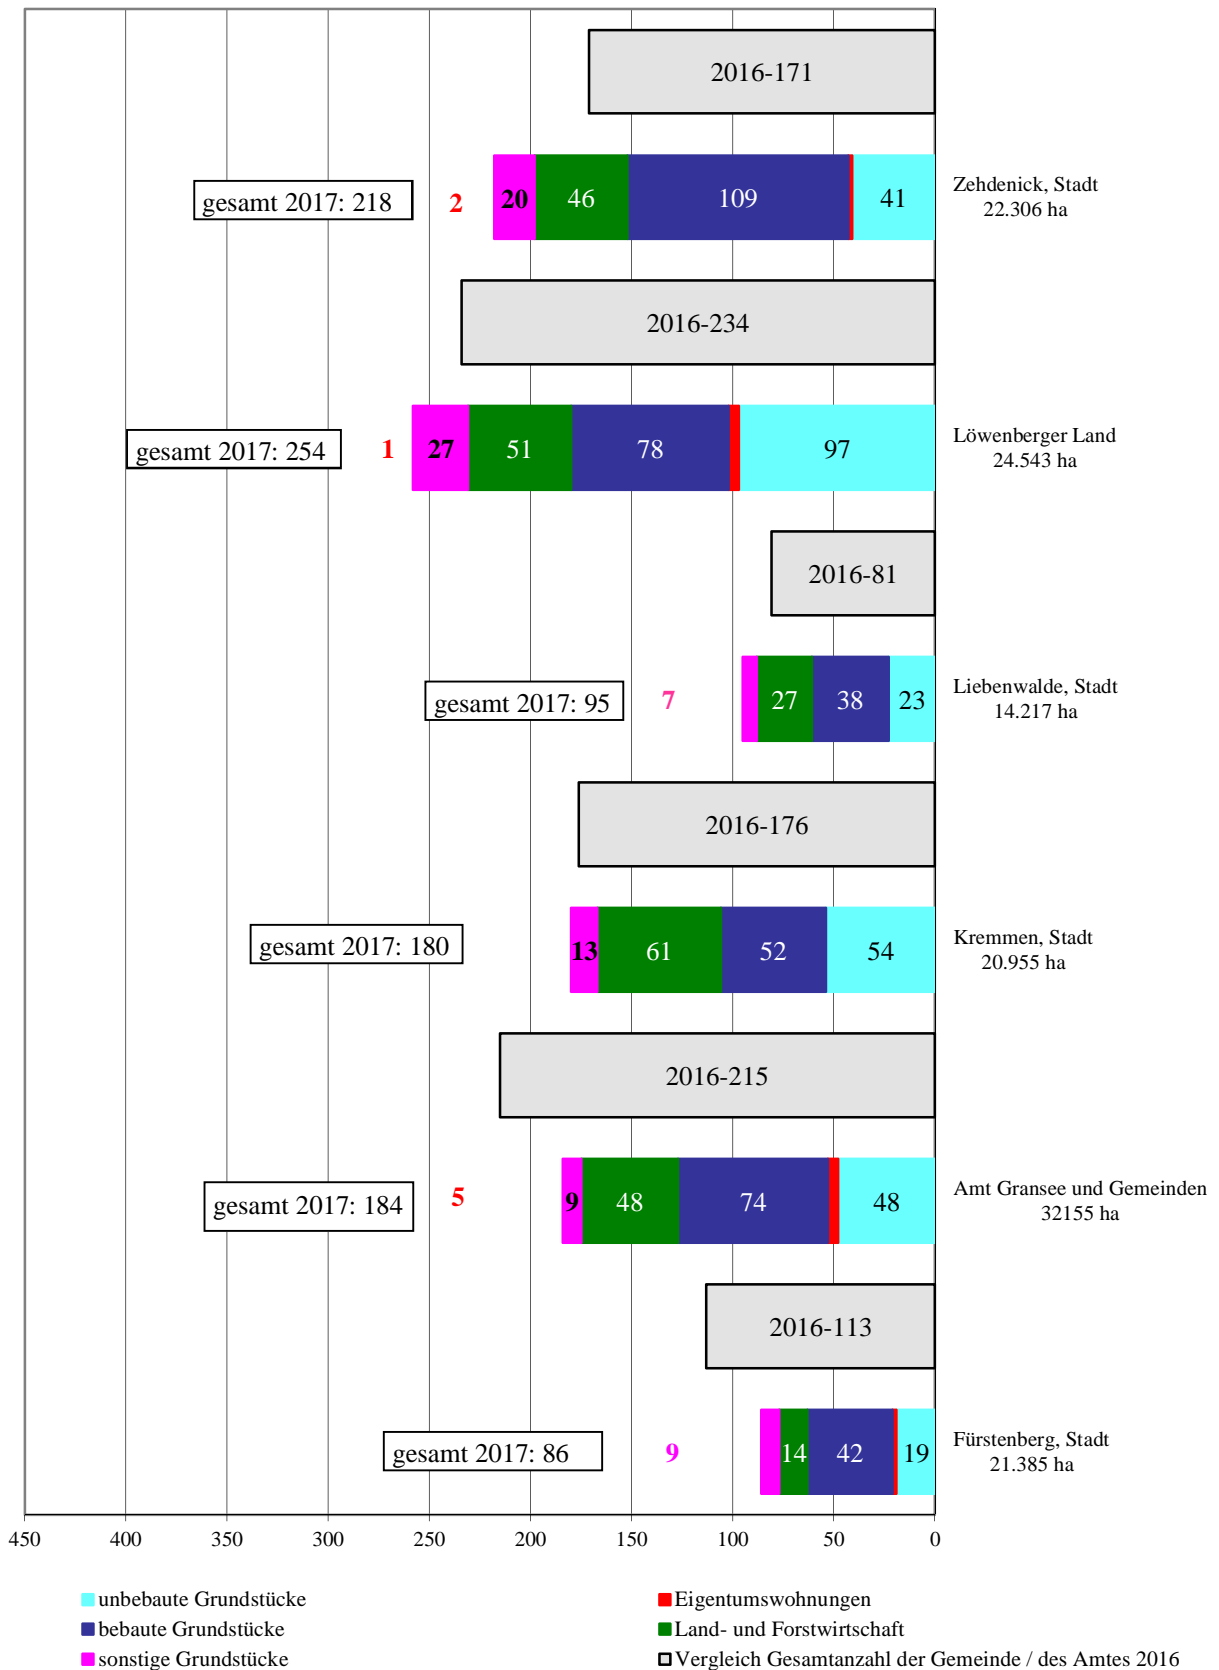 2016-171
gesamt 2017: 218 2 20 46 109 41 Zehdenick, Stadt
22.306 ha
2016-234
gesamt 2017: 254 1 27 51 78 97 Löwenberger Land
24.543 ha
2016-81
gesamt 2017: 95 7 27 38 23 Liebenwalde, Stadt
14.217 ha
2016-176
gesamt 2017: 180 13 61 52 54 Kremmen, Stadt
20.955 ha
2016-215
gesamt 2017: 184 5 9 48 74 48 Amt Gransee und Gemeinden
32155 ha
2016-113
gesamt 2017: 86 9 14 42 19 Fürstenberg, Stadt
21.385 ha
450 400 350 300 250 200 150 100 50 0
unbebaute Grundstücke Eigentumswohnungen
bebaute Grundstücke Land- und Forstwirtschaft
sonstige Grundstücke Vergleich Gesamtanzahl der Gemeinde / des Amtes 2016